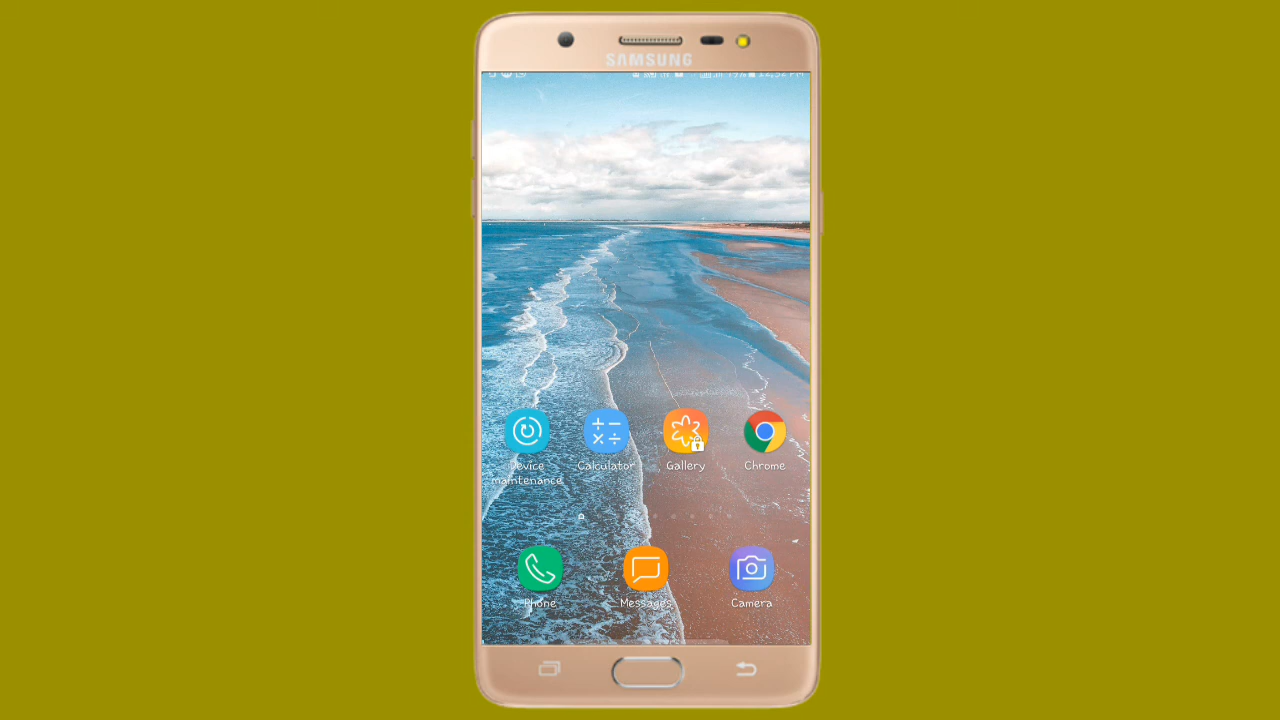 SAMSUNG
Device
maintenance
Calculator
Gallery
Chrome
Phone
Messages
Camera